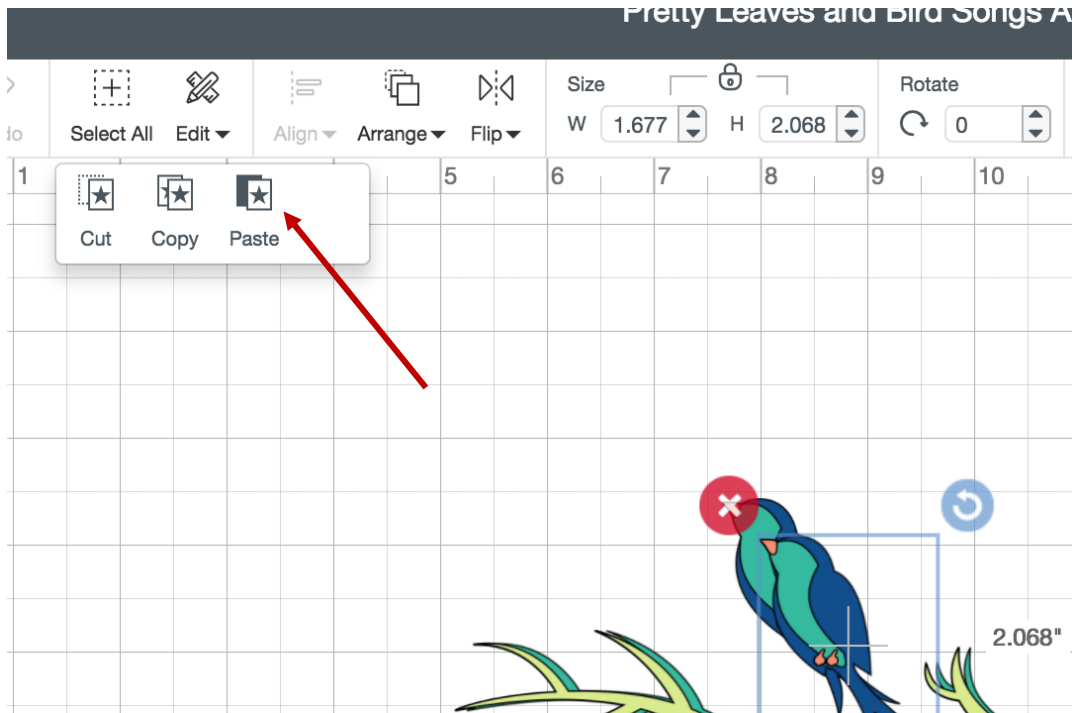 Pretty Leaves and Bird Songs A
Size
Rotate
do Select All Edit Align Arrange Flip
W 1.677 H 2.068 0
1 5 6 7 8 9 10
Cut Copy Paste
2.068"